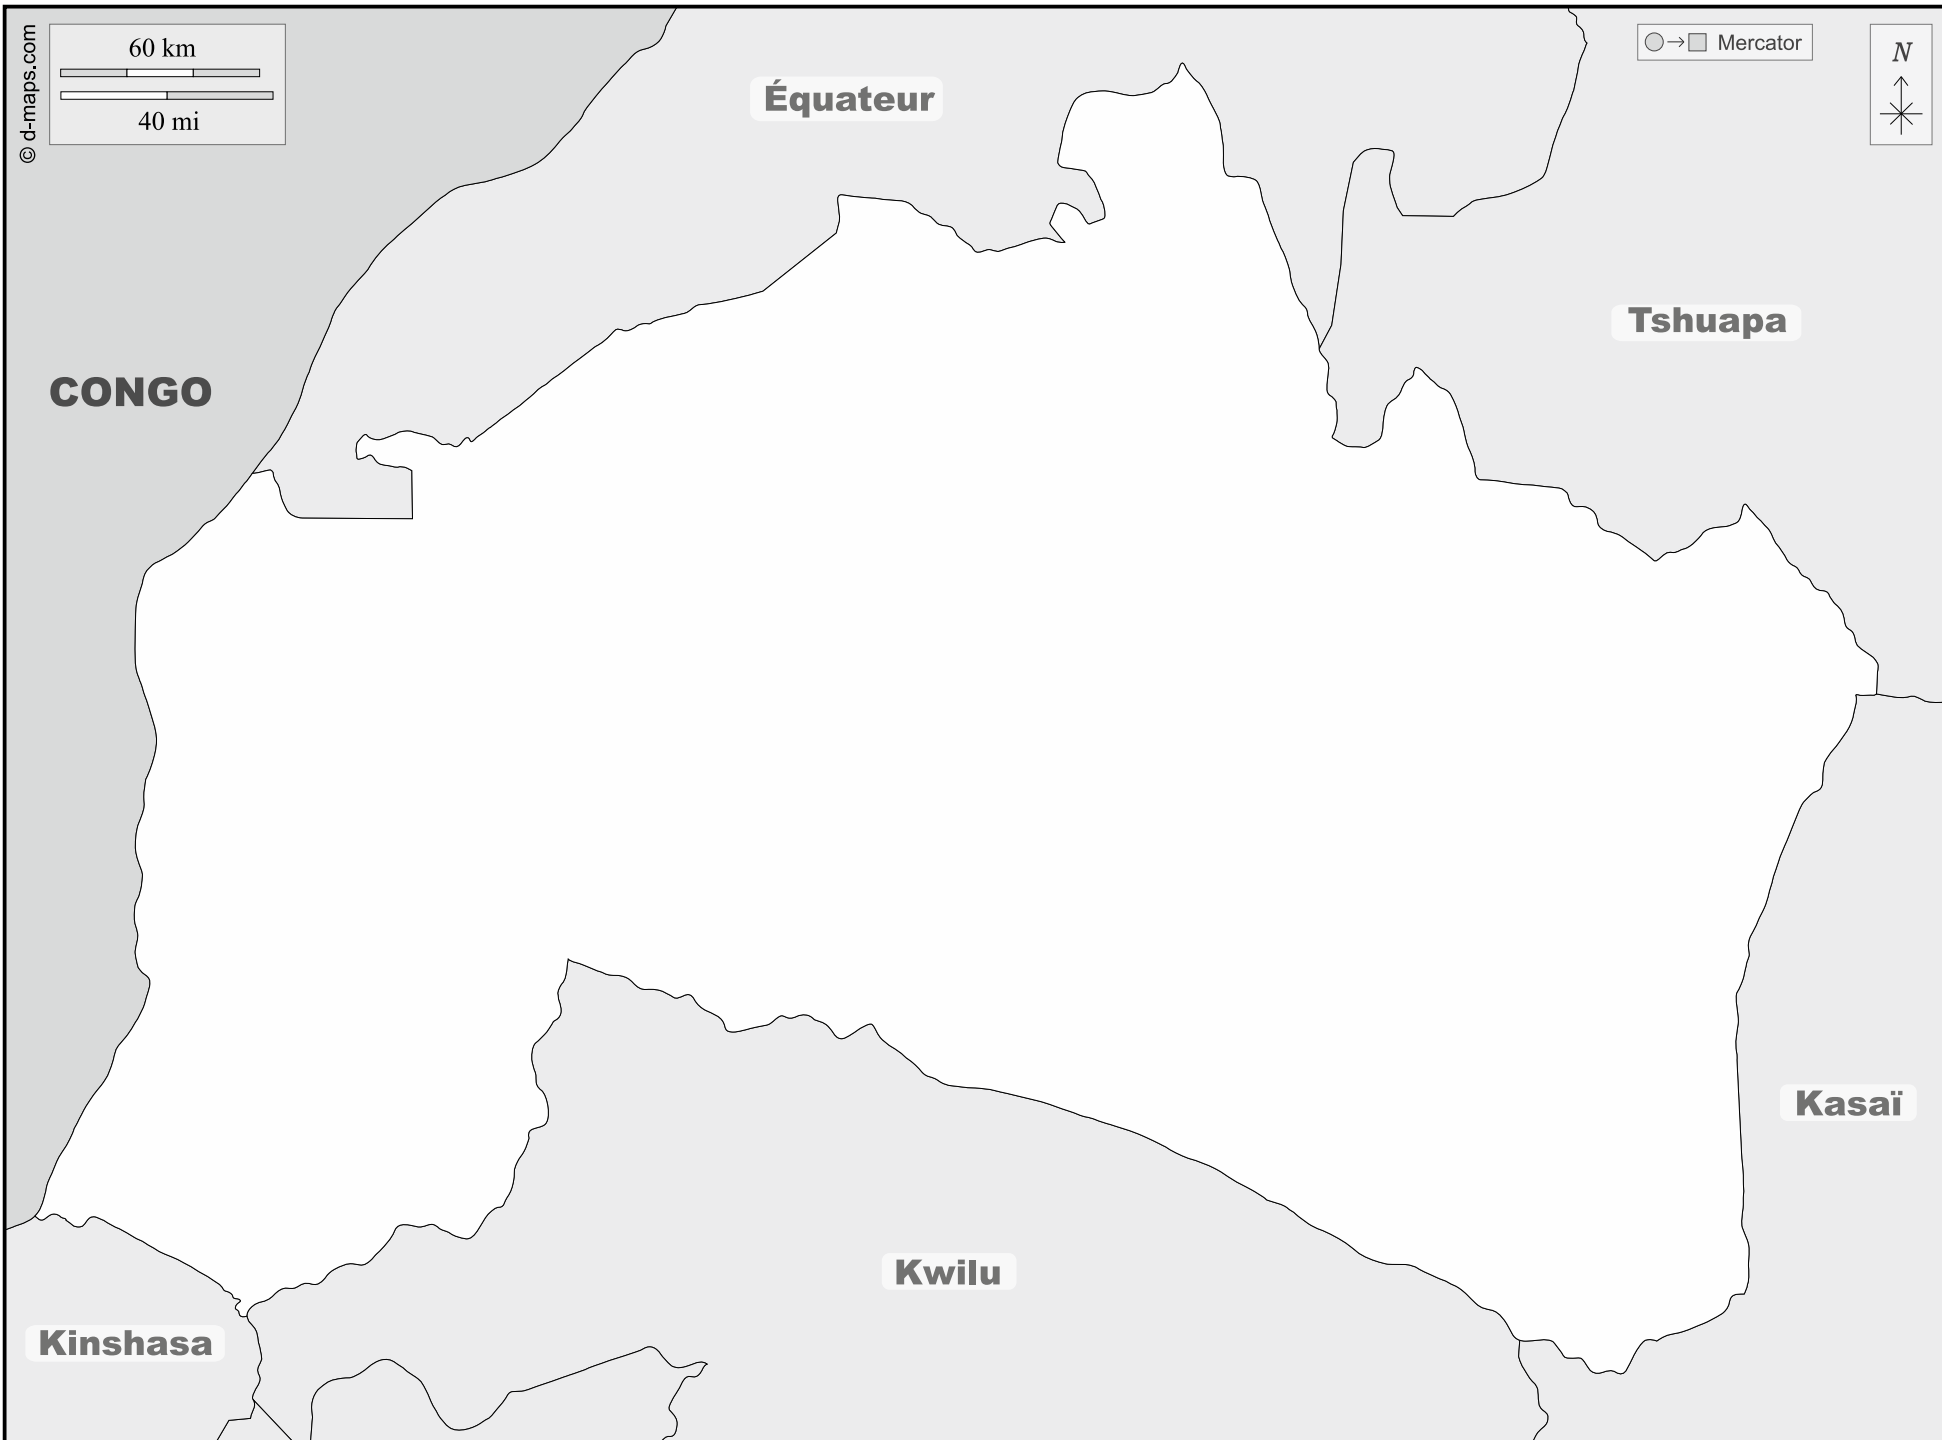 © d-maps.com
60 km
40 mi
Mercator
N
Équateur
Tshuapa
CONGO
Kasaï
Kwilu
Kinshasa